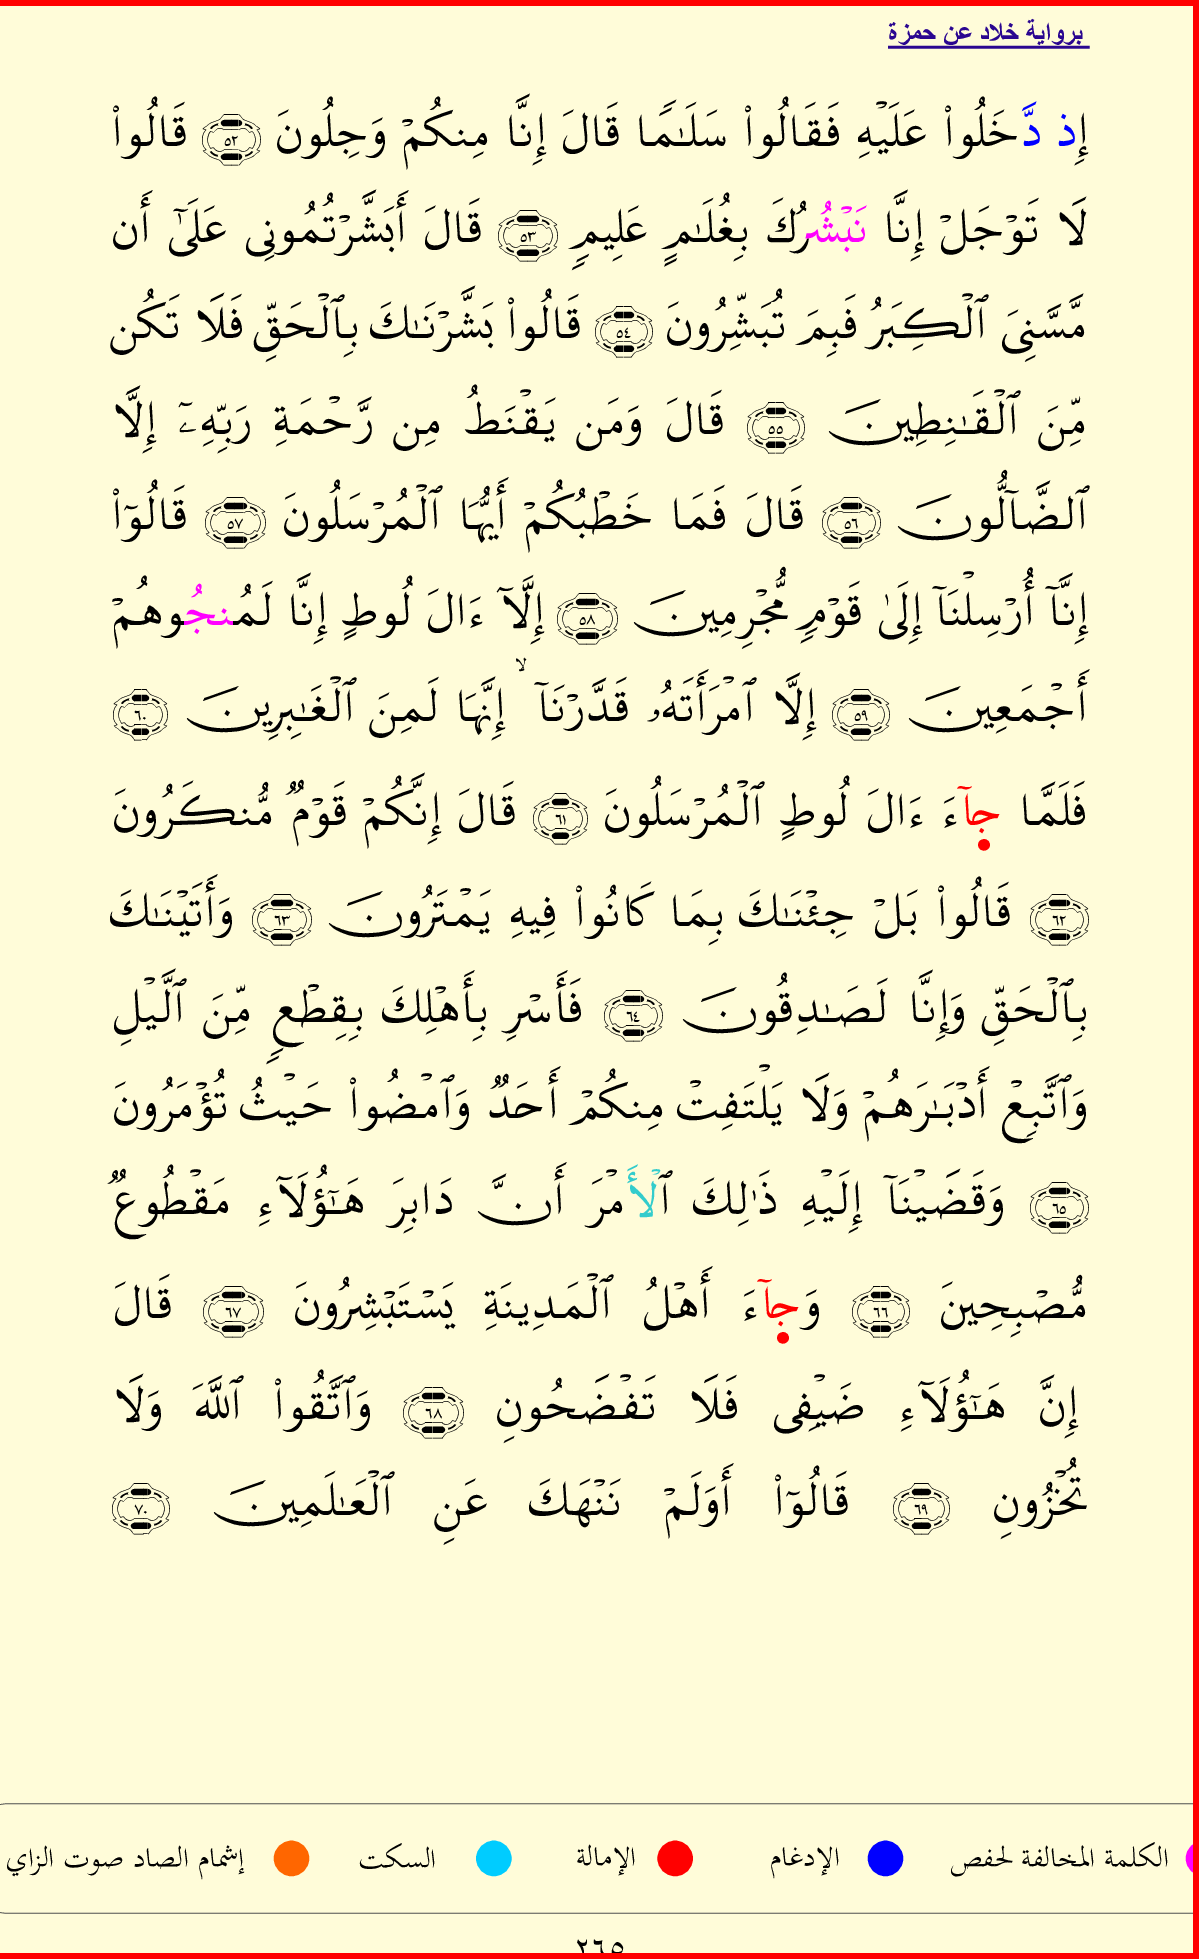 برواية خلاد عن حمزة
إِذ دَّخَلُواْ عَلَيۡهِ فَقَالُواْ سَلَٰمٗا قَالَ إِنَّا مِنكُمۡ وَجِلُونَ ٥٢ قَالُواْ
لَا تَوۡجَلۡ إِنَّا نَبۡشُرُكَ بِغُلَٰمٍ عَلِيمٖ ٥٣ قَالَ أَبَشَّرۡتُمُونِي عَلَىٰٓ أَن
مَّسَّنِيَ ٱلۡكِبَرُ فَبِمَ تُبَشِّرُونَ ٥٤ قَالُواْ بَشَّرۡنَٰكَ بِٱلۡحَقِّ فَلَا تَكُن
مِّنَ ٱلۡقَٰنِطِينَ ٥٥ قَالَ وَمَن يَقۡنَطُ مِن رَّحۡمَةِ رَبِّهِۦٓ إِلَّا
ٱلضَّآلُّونَ ٥٦ قَالَ فَمَا خَطۡبُكُمۡ أَيُّهَا ٱلۡمُرۡسَلُونَ ٥٧ قَالُوٓاْ
إِنَّآ أُرۡسِلۡنَآ إِلَىٰ قَوۡمٖ مُّجۡرِمِينَ ٥٨ إِلَّآ ءَالَ لُوطٍ إِنَّا لَمُنجُوهُمۡ
أَجۡمَعِينَ ٥٩ إِلَّا ٱمۡرَأَتَهُۥ قَدَّرۡنَآ ۙ إِنَّهَا لَمِنَ ٱلۡغَٰبِرِينَ ٦٠
فَلَمَّا جَآءَ ءَالَ لُوطٍ ٱلۡمُرۡسَلُونَ ٦١ قَالَ إِنَّكُمۡ قَوۡمٞ مُّنكَرُونَ
٦٢ قَالُواْ بَلۡ جِئۡنَٰكَ بِمَا كَانُواْ فِيهِ يَمۡتَرُونَ ٦٣ وَأَتَيۡنَٰكَ
بِٱلۡحَقِّ وَإِنَّا لَصَٰدِقُونَ ٦٤ فَأَسۡرِ بِأَهۡلِكَ بِقِطۡعٖ مِّنَ ٱلَّيۡلِ
وَٱتَّبِعۡ أَدۡبَٰرَهُمۡ وَلَا يَلۡتَفِتۡ مِنكُمۡ أَحَدٞ وَٱمۡضُواْ حَيۡثُ تُؤۡمَرُونَ
٦٥ وَقَضَيۡنَآ إِلَيۡهِ ذَٰلِكَ ٱلۡأَمۡرَ أَنَّ دَابِرَ هَٰٓؤُلَآءِ مَقۡطُوعٞ
مُّصۡبِحِينَ ٦٦ وَجَآءَ أَهۡلُ ٱلۡمَدِينَةِ يَسۡتَبۡشِرُونَ ٦٧ قَالَ
إِنَّ هَٰٓؤُلَآءِ ضَيۡفِي فَلَا تَفۡضَحُونِ ٦٨ وَٱتَّقُواْ ٱللَّهَ وَلَا
تُخۡزُونِ ٦٩ قَالُوٓاْ أَوَلَمۡ نَنۡهَكَ عَنِ ٱلۡعَٰلَمِينَ ٧٠
الكلمة المخالفة لحفص الإدغام الإمالة السكت إشمام الصاد صوت الزاي
٢٦٥